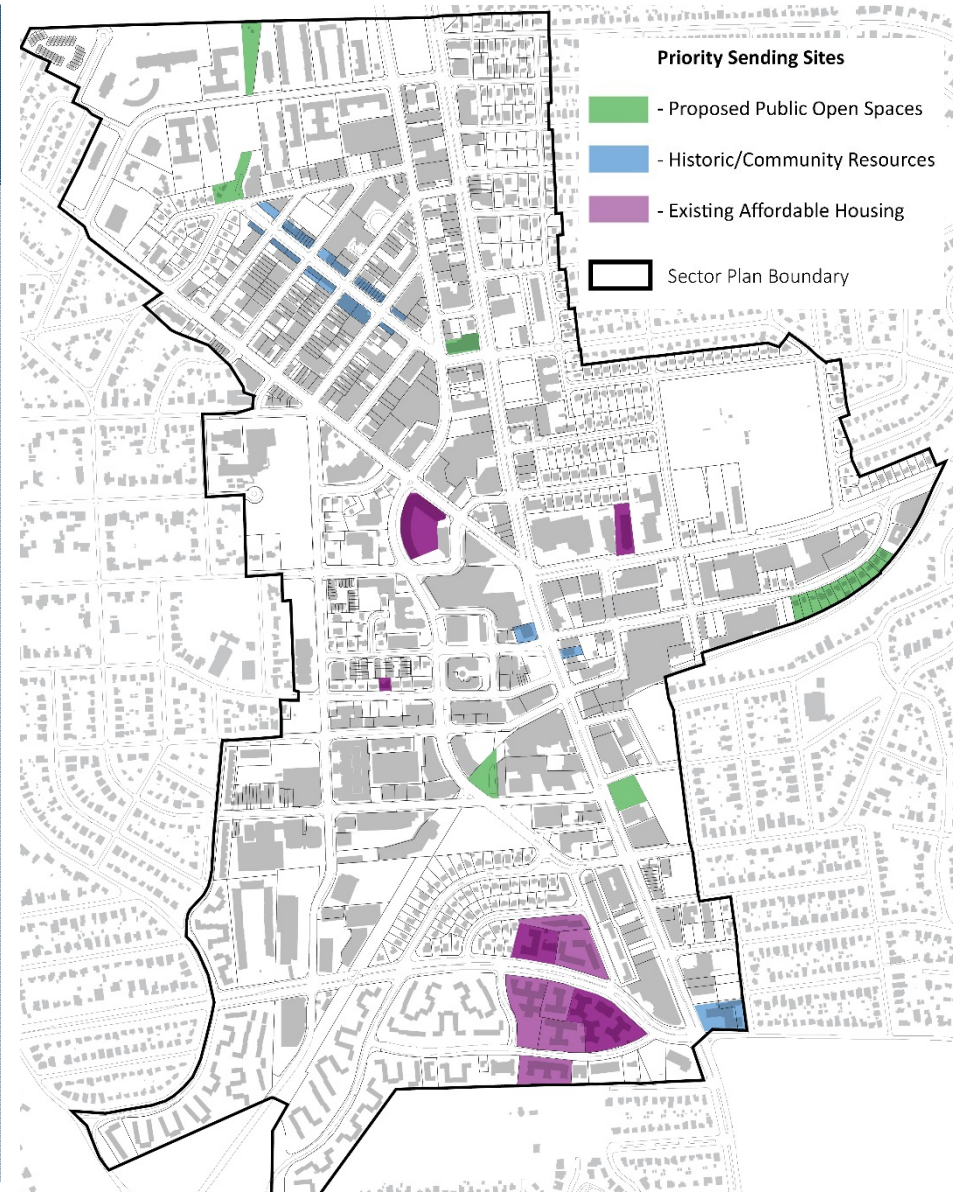 Priority Sending Sites
- Proposed Public Open Spaces
- Historic/Community Resources
- Existing Affordable Housing
Sector Plan Boundary